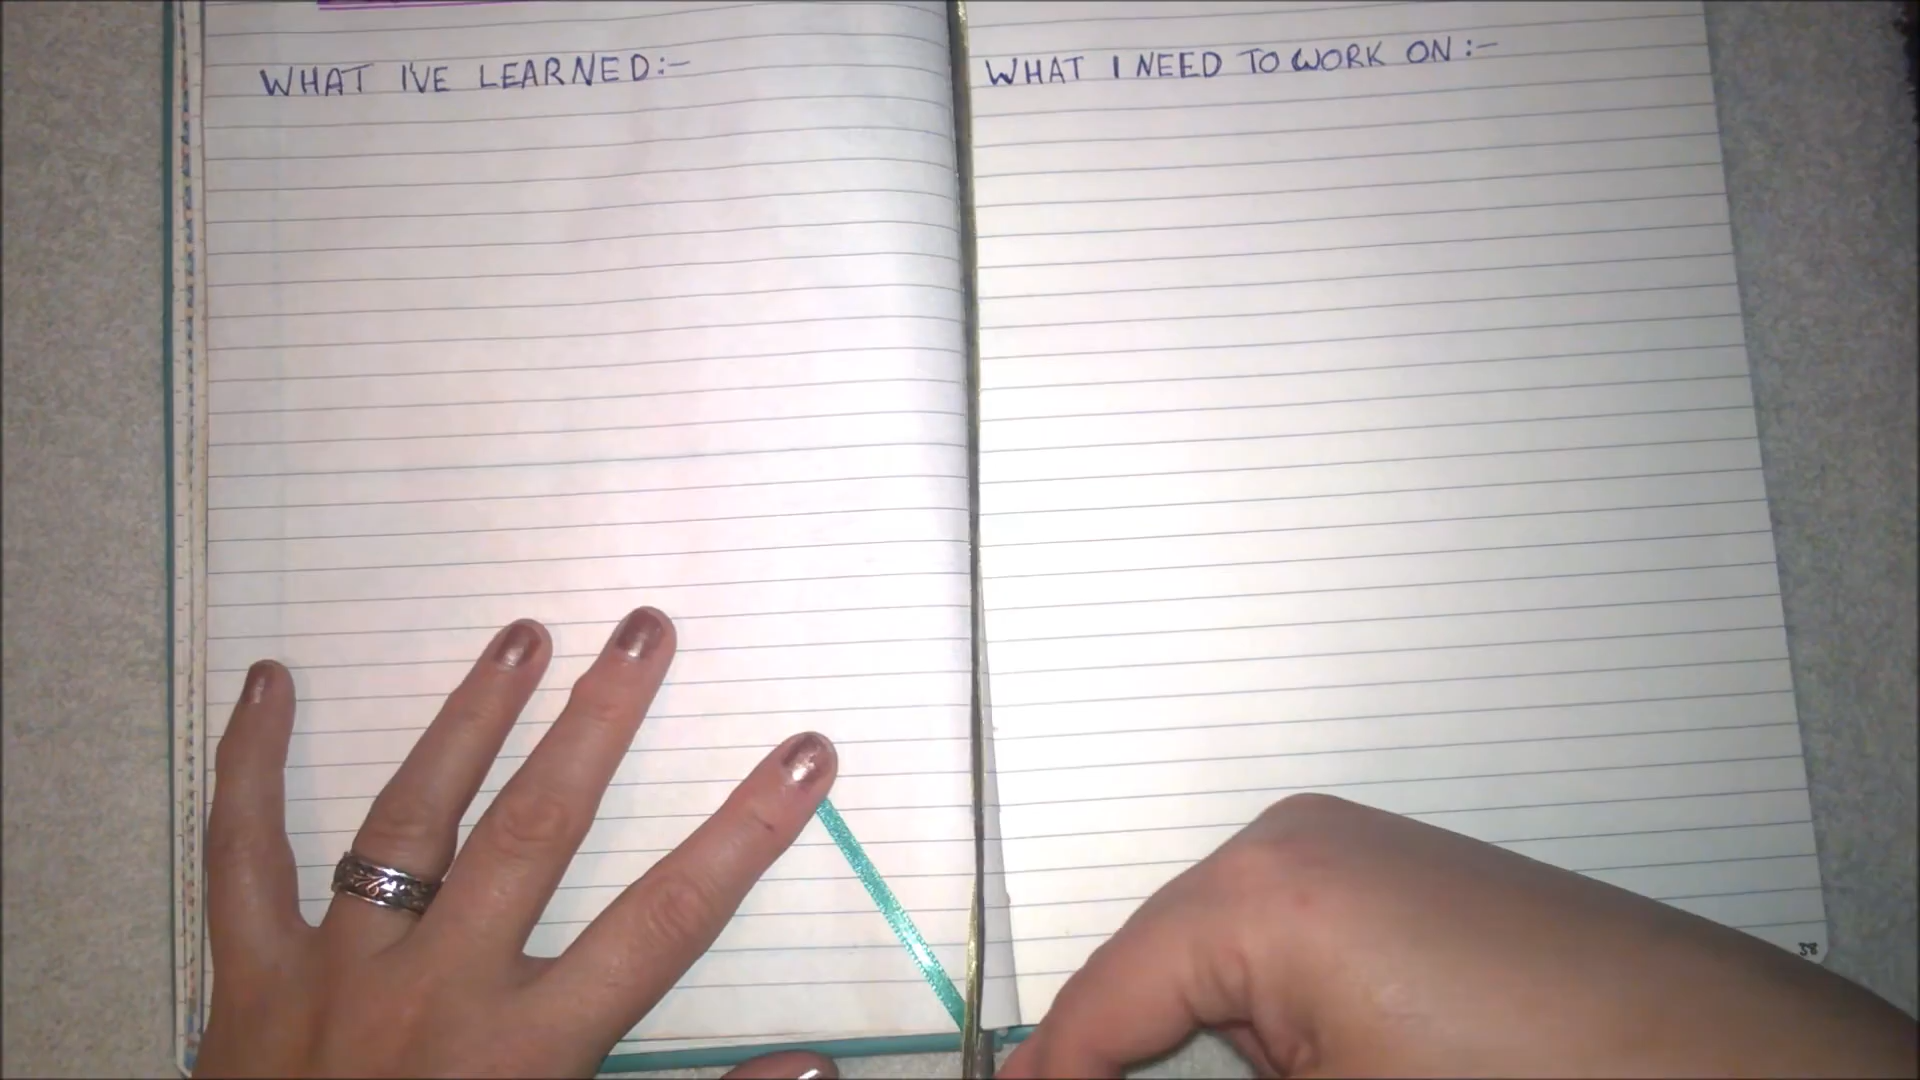 WHAT I'VE LEARNED:-
WHAT I NEED TO WORK ON:-
38